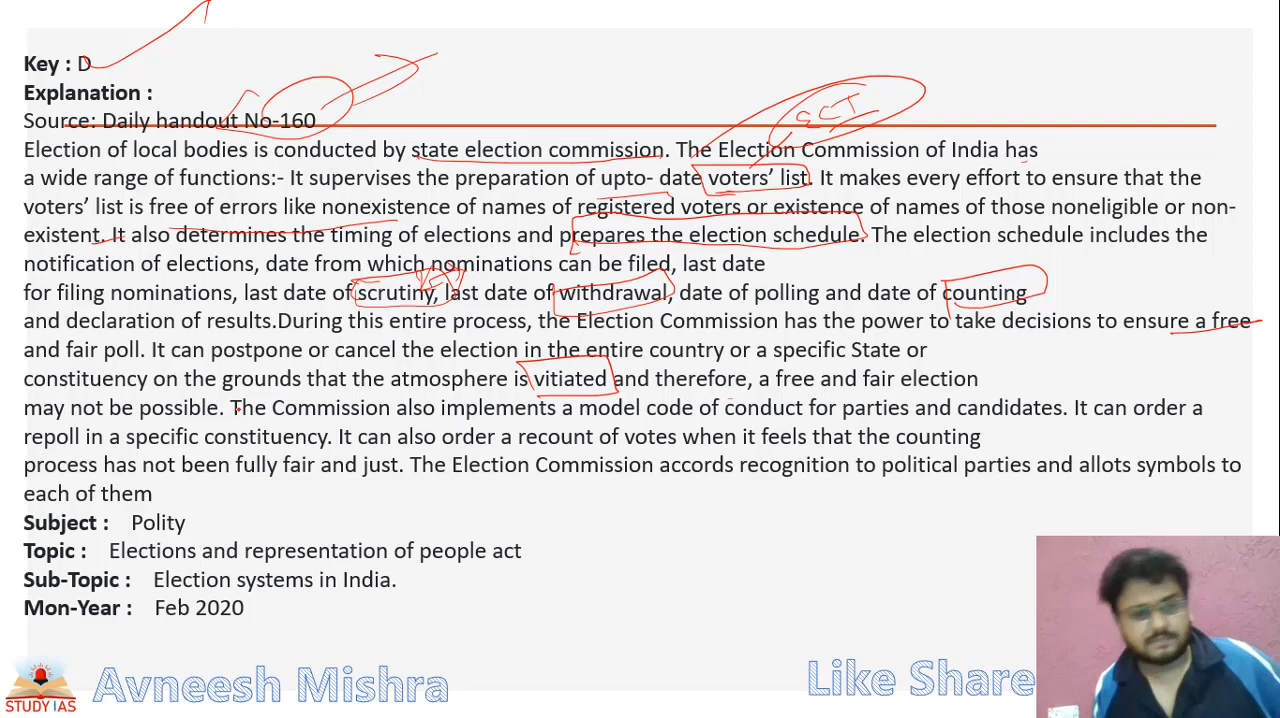 Key : D
Explanation :
Source: Daily handout No-160
ECI
Election of local bodies is conducted by state election commission. The Election Commission of India has
a wide range of functions:- It supervises the preparation of upto- date voters’ list. It makes every effort to ensure that the
voters’ list is free of errors like nonexistence of names of registered voters or existence of names of those noneligible or non-
existent. It also determines the timing of elections and prepares the election schedule. The election schedule includes the
notification of elections, date from which nominations can be filed, last date
for filing nominations, last date of scrutiny, last date of withdrawal, date of polling and date of counting
and declaration of results.During this entire process, the Election Commission has the power to take decisions to ensure a free
and fair poll. It can postpone or cancel the election in the entire country or a specific State or
constituency on the grounds that the atmosphere is vitiated and therefore, a free and fair election
may not be possible. The Commission also implements a model code of conduct for parties and candidates. It can order a
repoll in a specific constituency. It can also order a recount of votes when it feels that the counting
process has not been fully fair and just. The Election Commission accords recognition to political parties and allots symbols to
each of them
Subject : Polity
Topic : Elections and representation of people act
Sub-Topic : Election systems in India.
Mon-Year : Feb 2020
STUDY IAS
Avneesh Mishra
Like Share